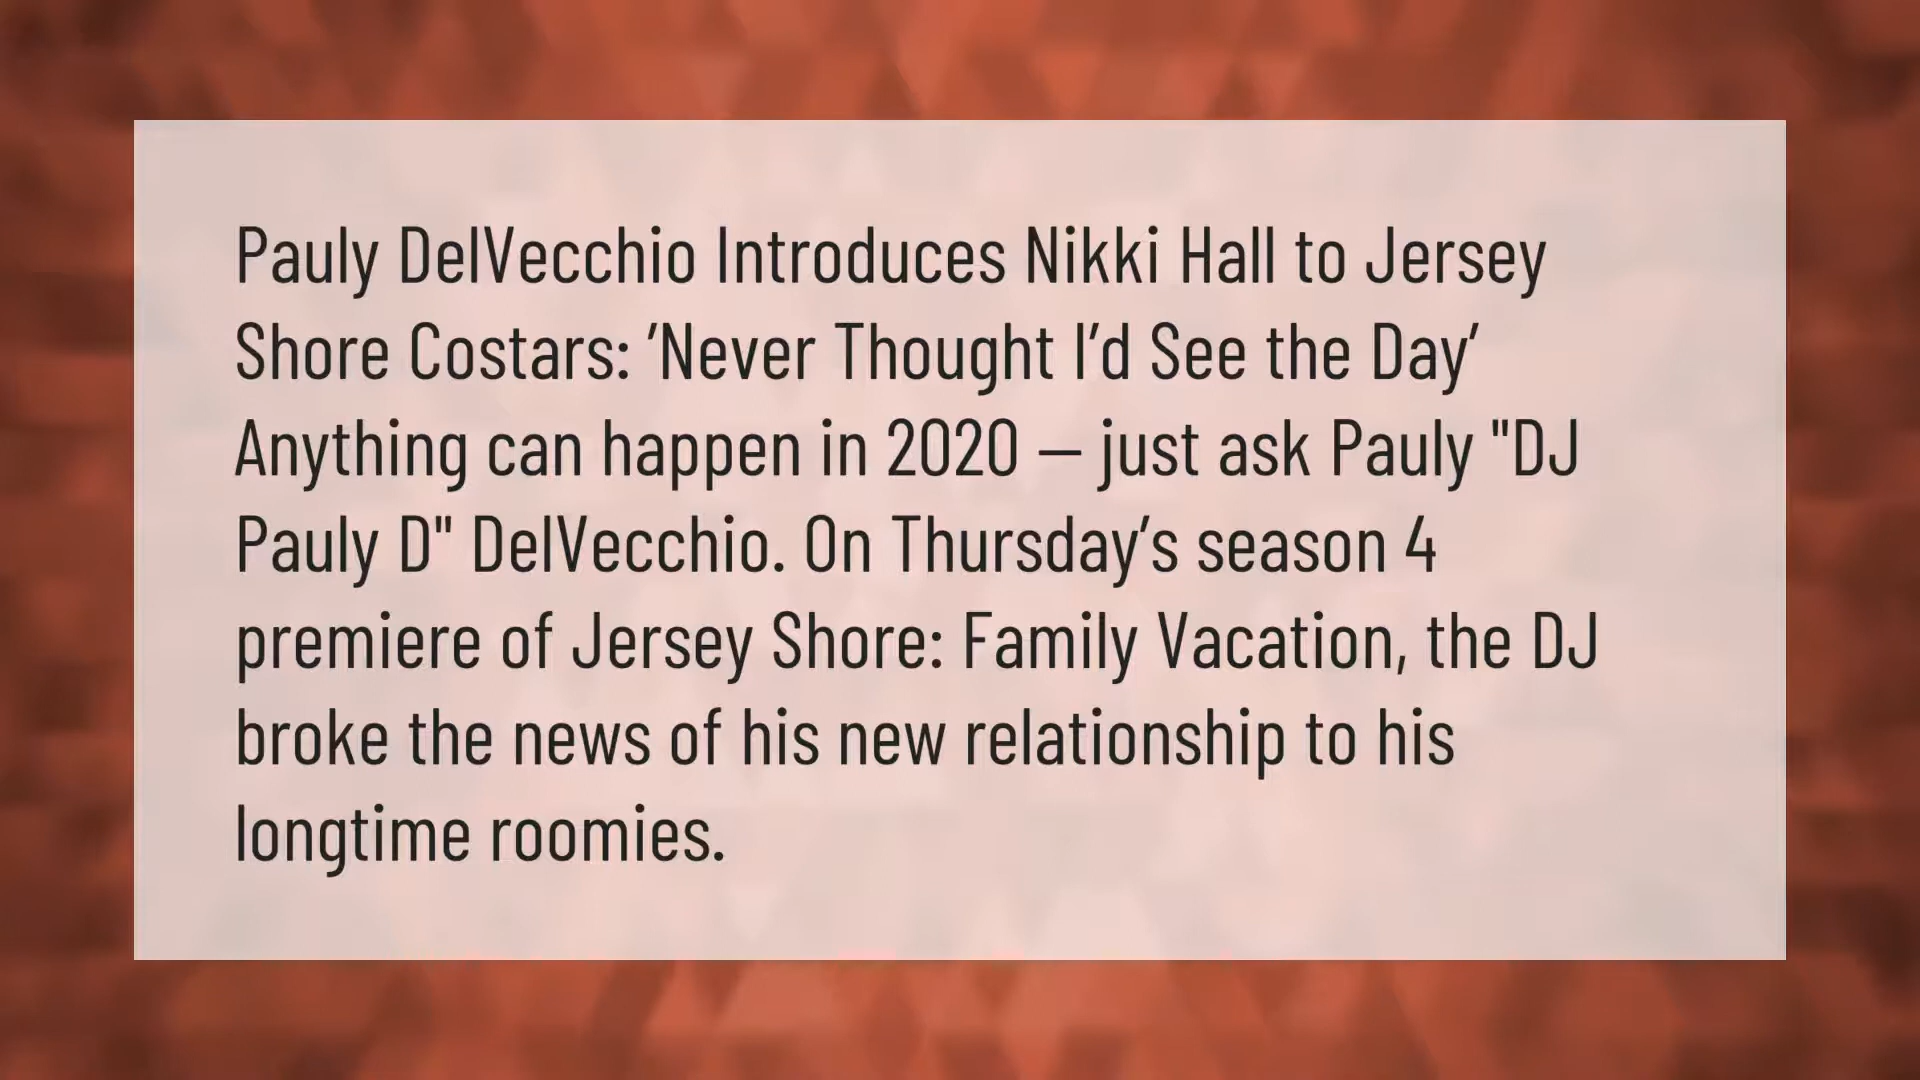 Pauly DelVecchio Introduces Nikki Hall to Jersey
Shore Costars: 'Never Thought I'd See the Day'
Anything can happen in 2020 — just ask Pauly "DJ
Pauly D" DelVecchio. On Thursday's season 4
premiere of Jersey Shore: Family Vacation, the DJ
broke the news of his new relationship to his
longtime roomies.